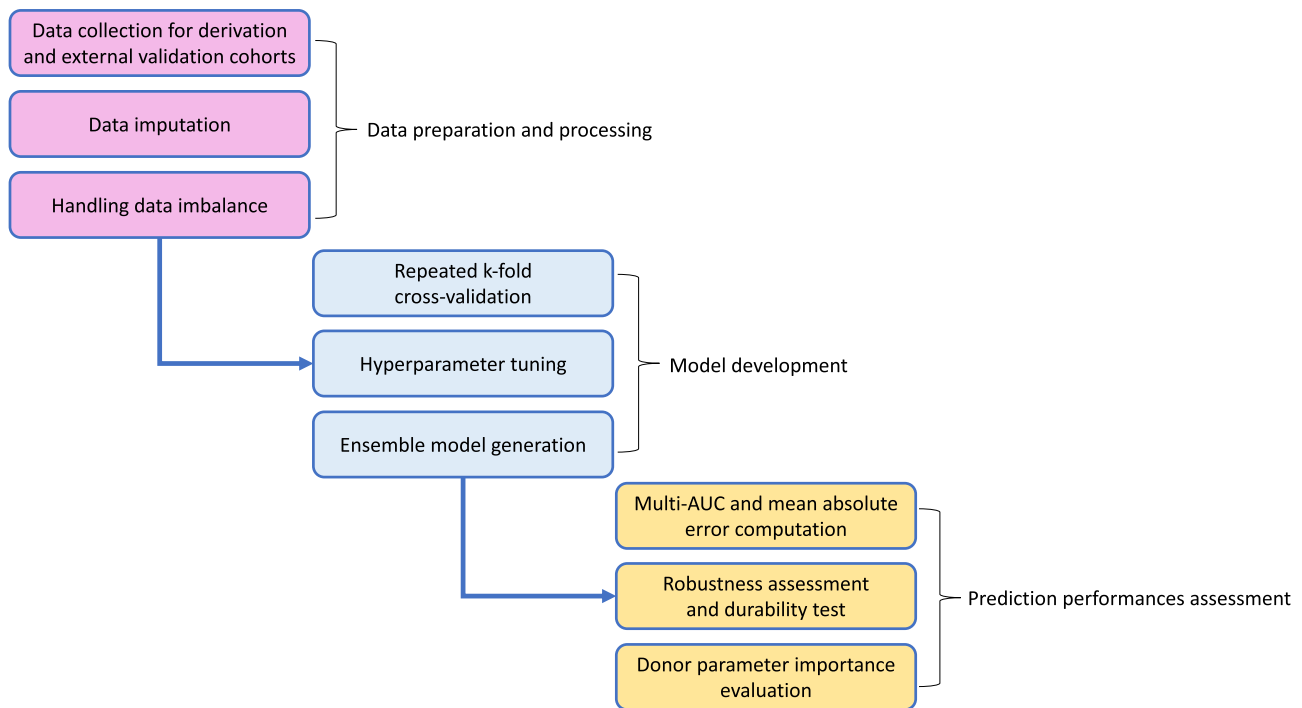 Data collection for derivation
and external validation cohorts
Data imputation
Data preparation and processing
Handling data imbalance
Repeated k-fold
cross-validation
Hyperparameter tuning
Model development
Ensemble model generation
Multi-AUC and mean absolute
error computation
Robustness assessment
and durability test
Prediction performances assessment
Donor parameter importance
evaluation